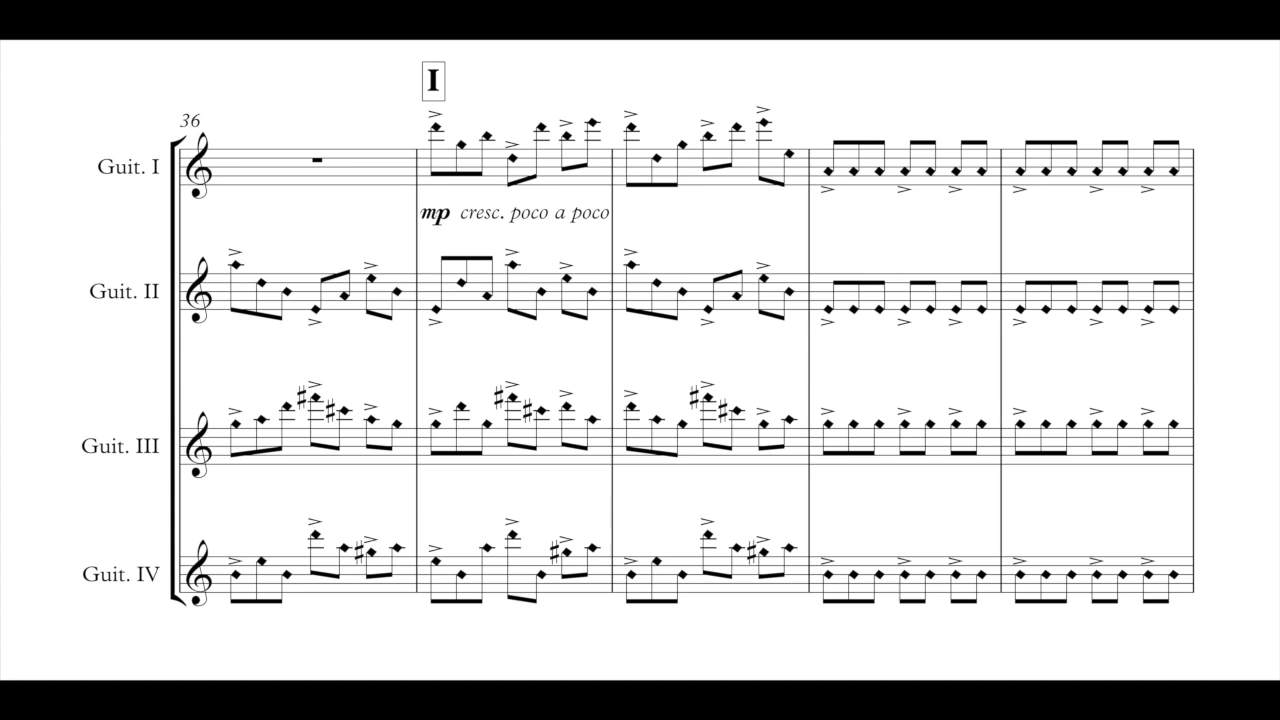 I
36
Guit. I
mp cresc. poco a poco
Guit. II
Guit. III
Guit. IV